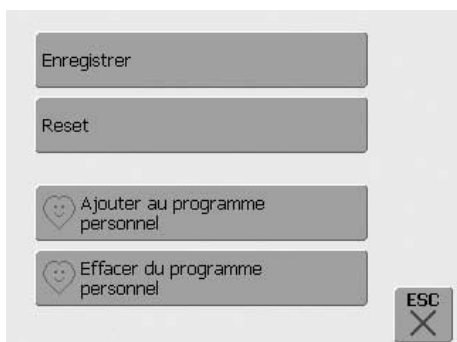 Enregistrer
Reset
Ajouter au programme
personnel
Effacer du programme
personnel
ESC